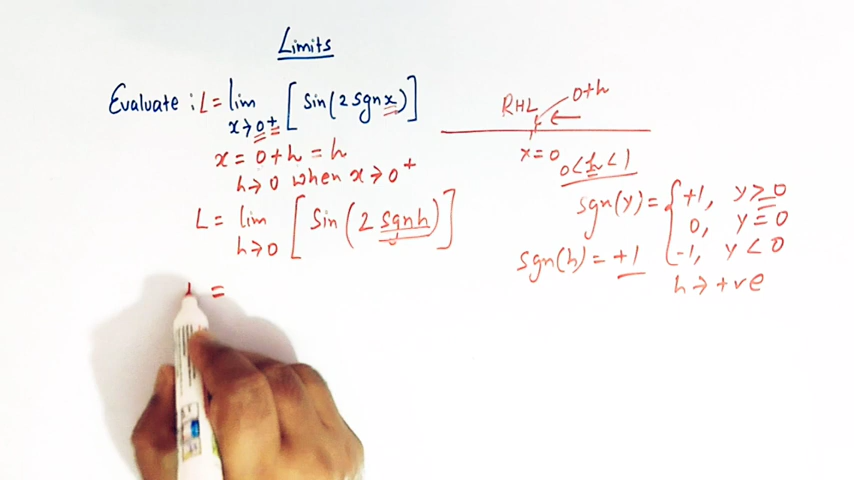 Limits
Evaluate : L = lim x→0+ [ Sin(2 Sgn x) ]
x = 0+h = h
h→0 when x→0+
L = lim h→0 [ Sin ( 2 Sgn h ) ]
=
RHL 0+h
x=0
0<h<1
Sgn(y) = { +1, y>0
0, y=0
-1, y<0
Sgn(h) = +1
h→+ve